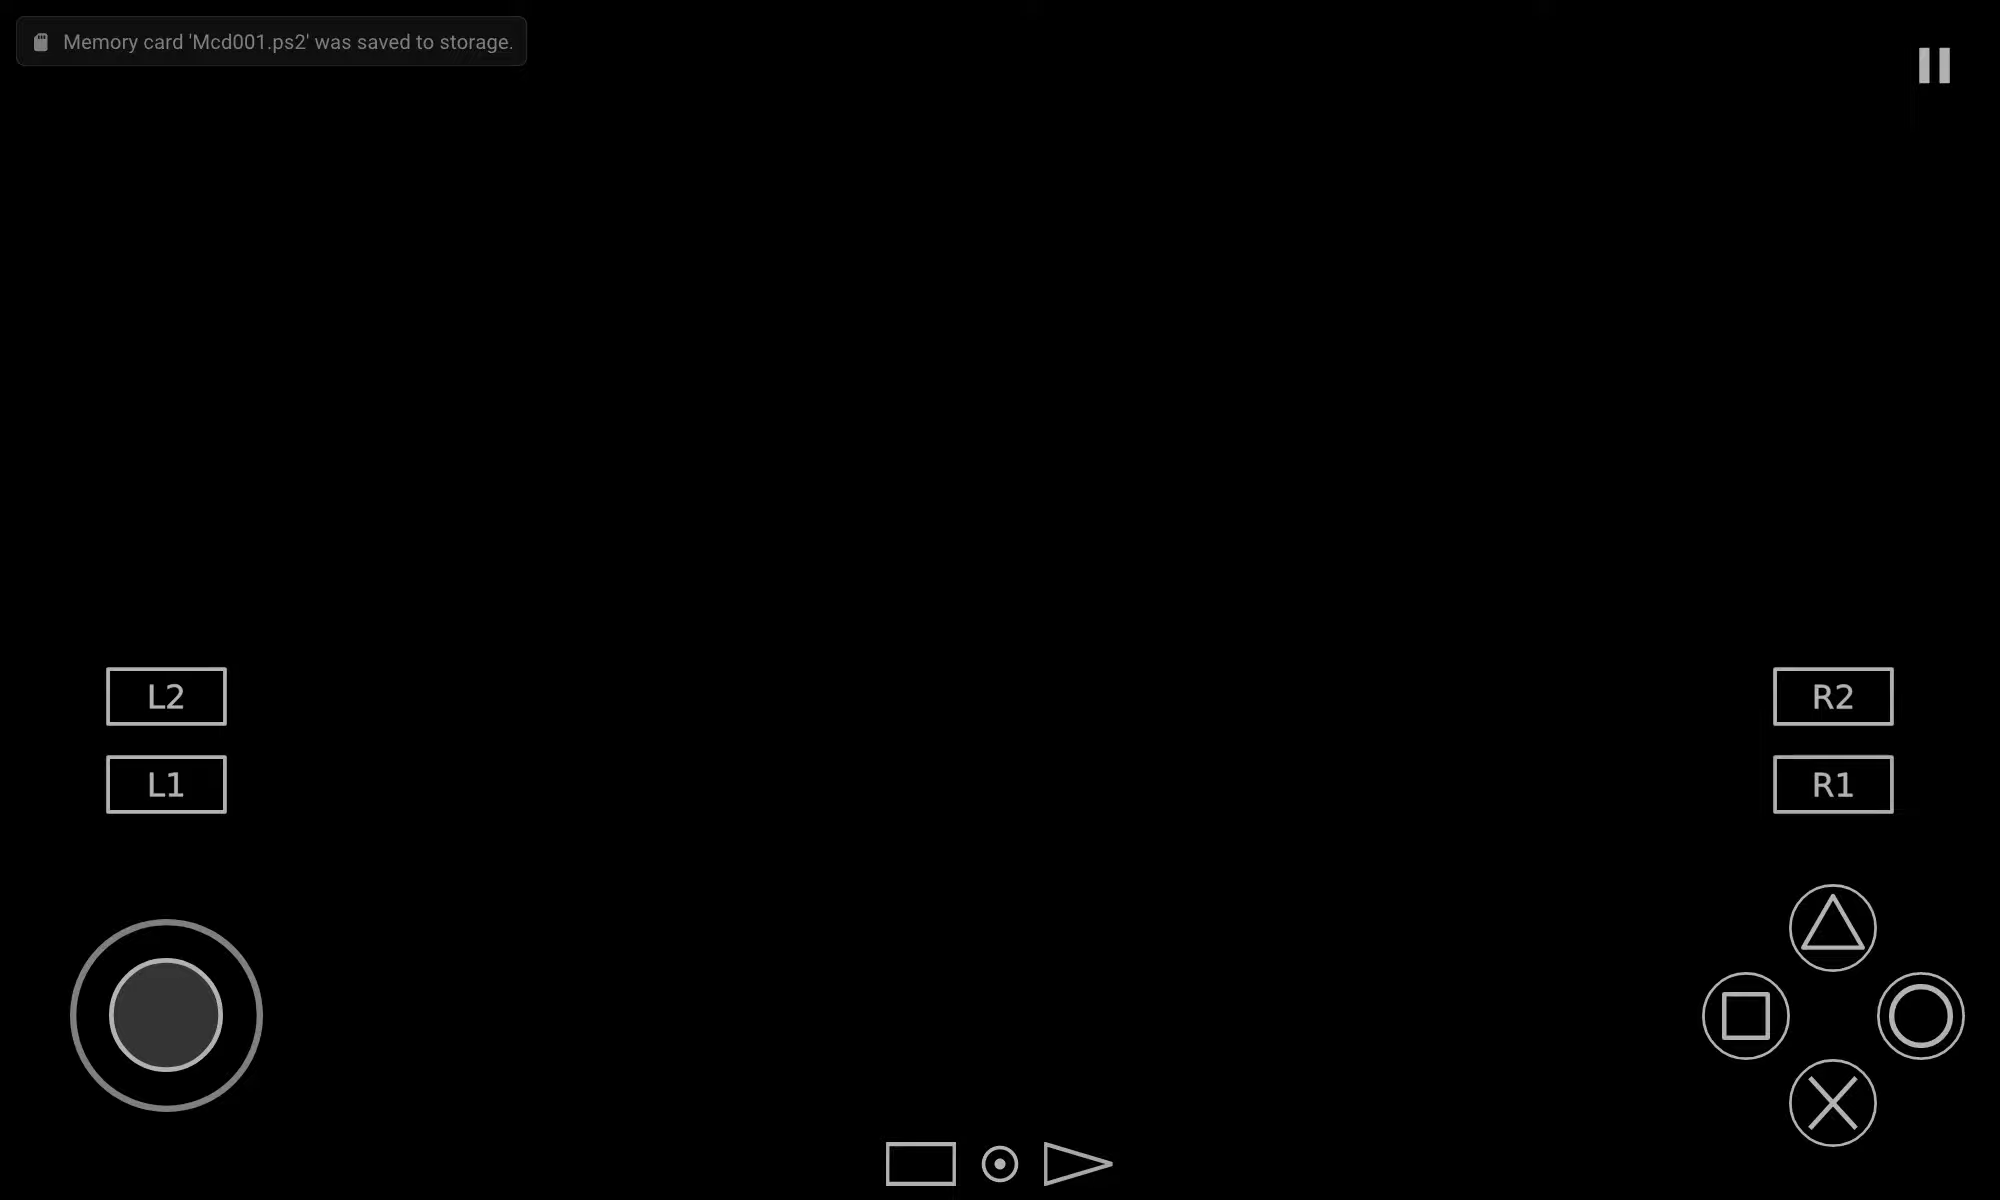 Memory card 'Mcd001.ps2' was saved to storage.
L2
R2
L1
R1